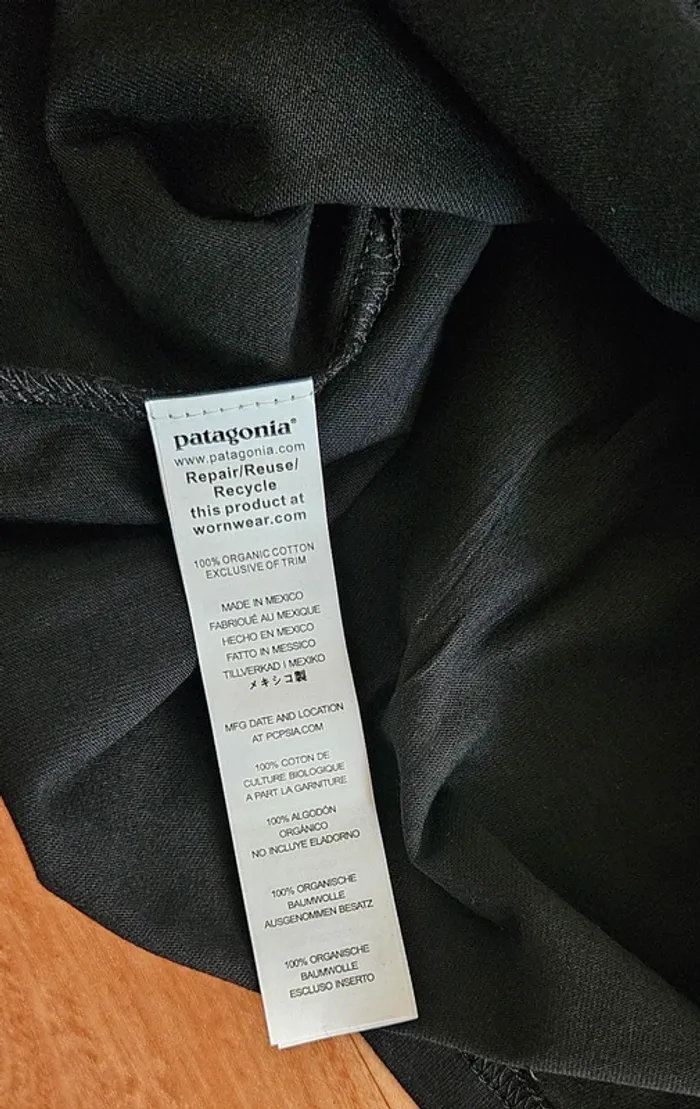 patagonia®
www.patagonia.com
Repair/Reuse/
Recycle
this product at
wornwear.com
100% ORGANIC COTTON
EXCLUSIVE OF TRIM
MADE IN MEXICO
FABRIQUÉ AU MEXIQUE
HECHO EN MEXICO
FATTO IN MESSICO
TILLVERKAD I MEXIKO
メキシコ製
MFG DATE AND LOCATION
AT PCPSIA.COM
100% COTON DE
CULTURE BIOLOGIQUE
A PART LA GARNITURE
100% ALGODÓN
ORGÁNICO
NO INCLUYE ELADORNO
100% ORGANISCHE
BAUMWOLLE
AUSGENOMMEN BESATZ
100% ORGANISCHE
BAUMWOLLE
ESCLUSO INSERTO